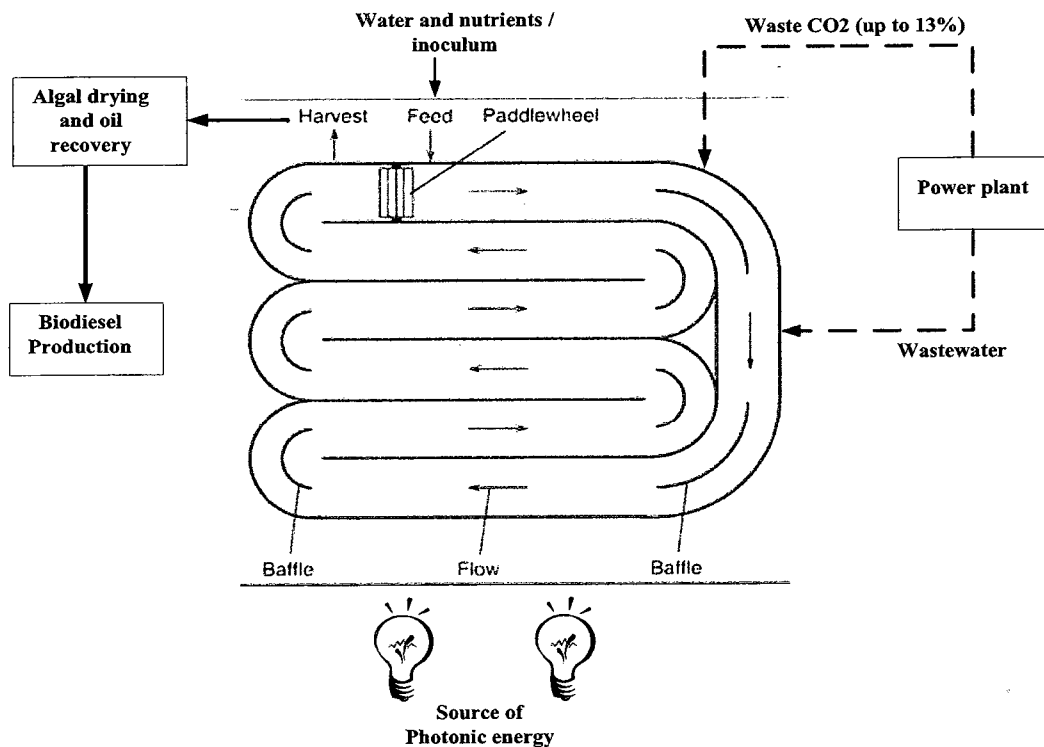 Water and nutrients /
inoculum
Waste CO2 (up to 13%)
Algal drying
and oil
recovery
Harvest
Feed
Paddlewheel
Power plant
Biodiesel
Production
Wastewater
Baffle
Flow
Baffle
Source of
Photonic energy